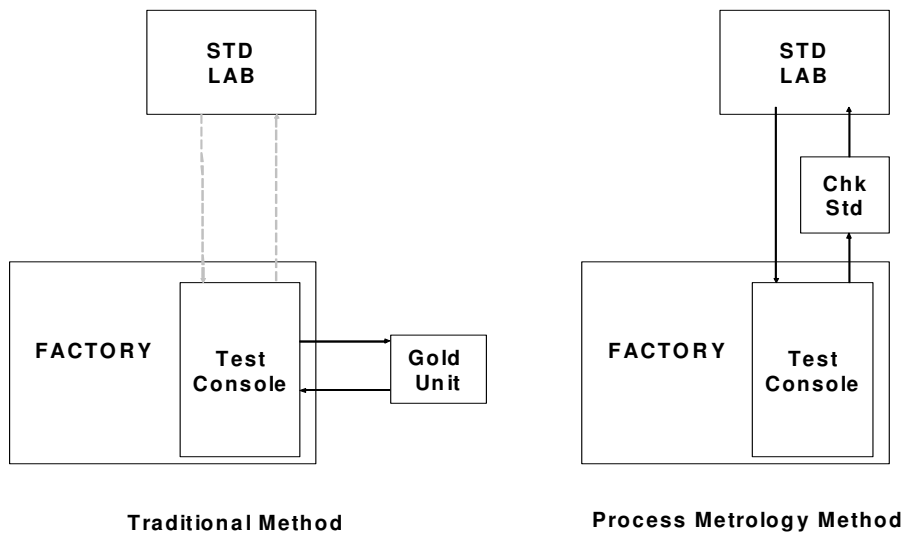 STD
LAB
FACTORY
Test
Console
Gold
Unit
Traditional Method
STD
LAB
Chk
Std
FACTORY
Test
Console
Process Metrology Method